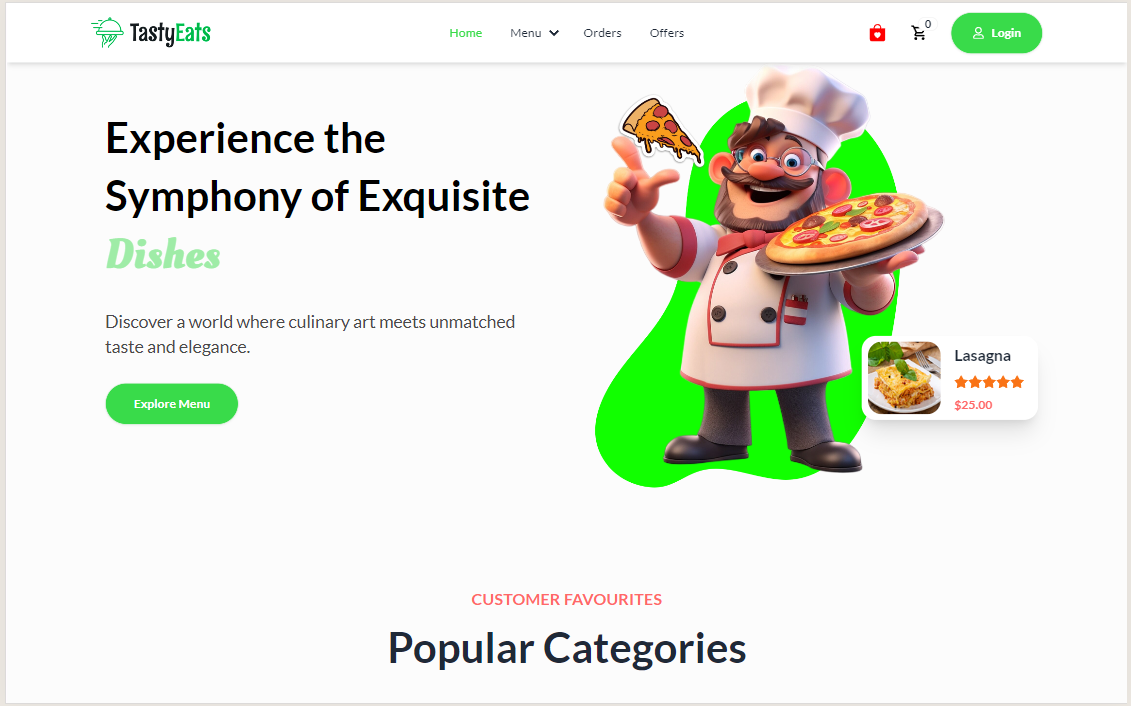 TastyEats
Home
Menu
Orders
Offers
0
Login
Experience the
Symphony of Exquisite
Dishes
Discover a world where culinary art meets unmatched
taste and elegance.
Explore Menu
Lasagna
$25.00
CUSTOMER FAVOURITES
Popular Categories